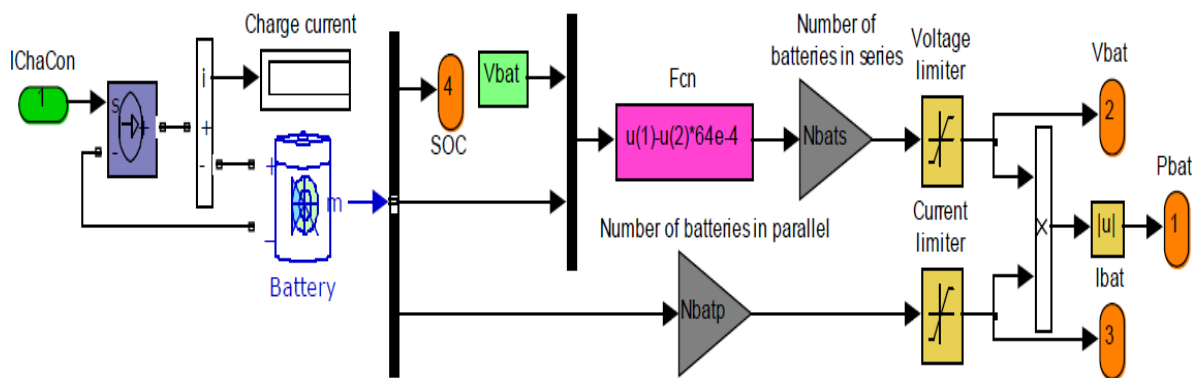 IChaCon
1
s
+
-
Charge current
i
+
-
+
m
-
Battery
4
SOC
Vbat
Fcn
u(1)-u(2)*64e-4
Number of
batteries in series
Nbats
Voltage
limiter
Vbat
2
Number of batteries in parallel
Nbatp
Current
limiter
×
|u|
Pbat
1
Ibat
3